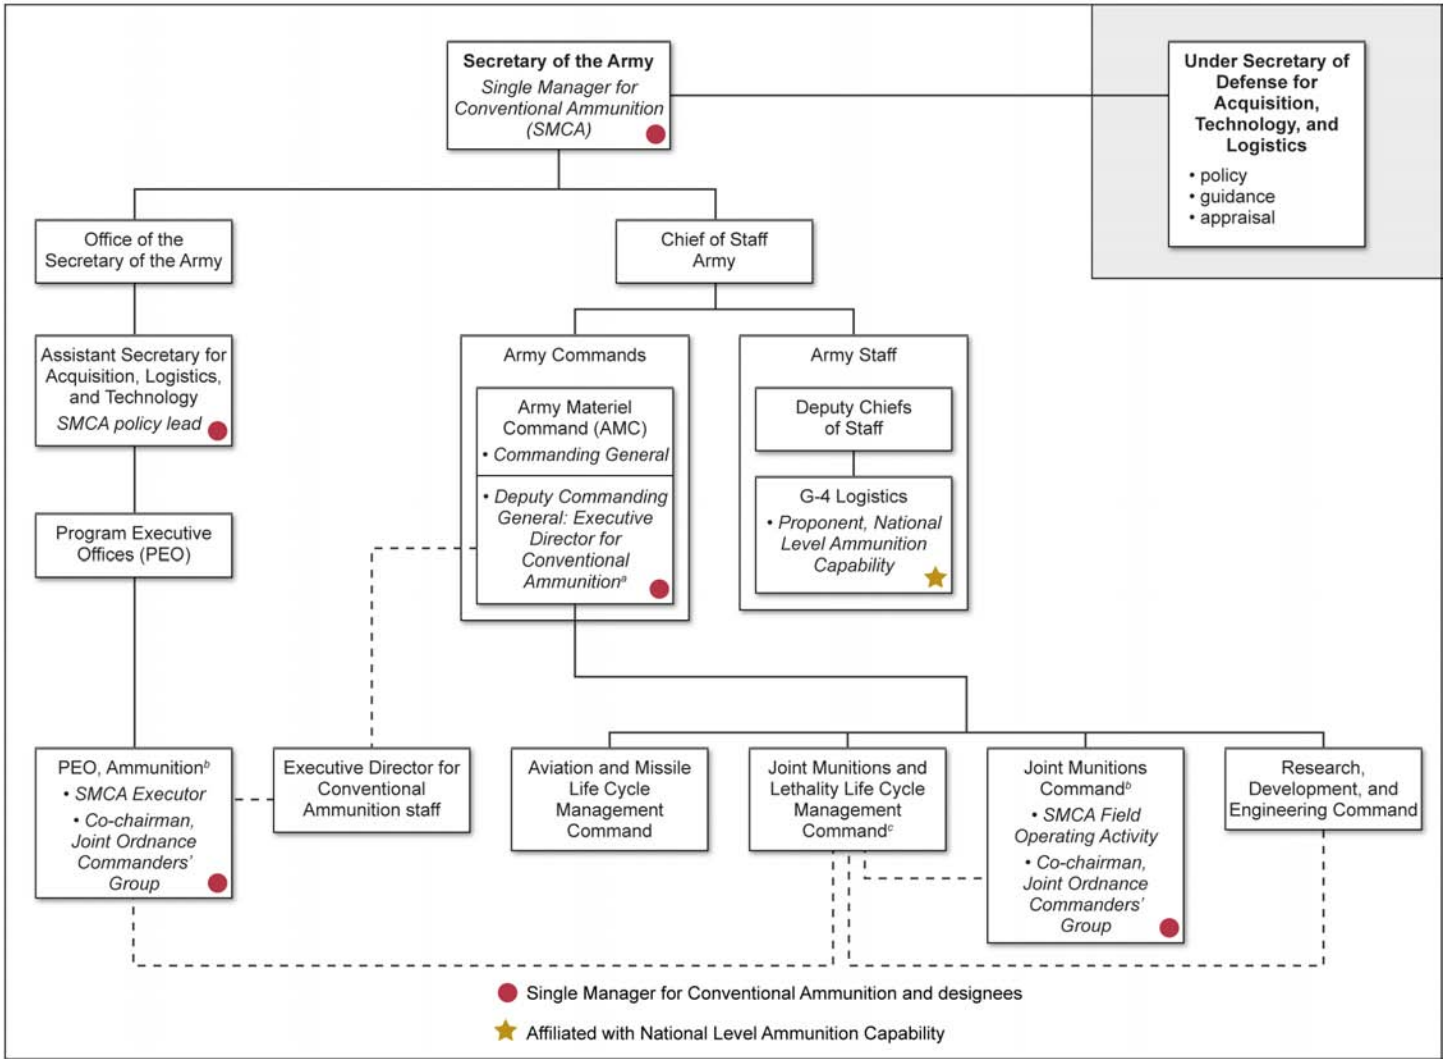 Secretary of the Army
Single Manager for
Conventional Ammunition
(SMCA)
Under Secretary of
Defense for
Acquisition,
Technology, and
Logistics
• policy
• guidance
• appraisal
Office of the
Secretary of the Army
Chief of Staff
Army
Assistant Secretary for
Acquisition, Logistics,
and Technology
SMCA policy lead
Army Commands
Army Materiel
Command (AMC)
• Commanding General
• Deputy Commanding
General: Executive
Director for
Conventional
Ammunitionᵃ
Army Staff
Deputy Chiefs
of Staff
G-4 Logistics
• Proponent, National
Level Ammunition
Capability
Program Executive
Offices (PEO)
PEO, Ammunitionᵇ
• SMCA Executor
• Co-chairman,
Joint Ordnance
Commanders’
Group
Executive Director for
Conventional
Ammunition staff
Aviation and Missile
Life Cycle
Management
Command
Joint Munitions and
Lethality Life Cycle
Management
Commandᶜ
Joint Munitions
Commandᵇ
• SMCA Field
Operating Activity
• Co-chairman,
Joint Ordnance
Commanders’
Group
Research,
Development, and
Engineering Command
Single Manager for Conventional Ammunition and designees
Affiliated with National Level Ammunition Capability